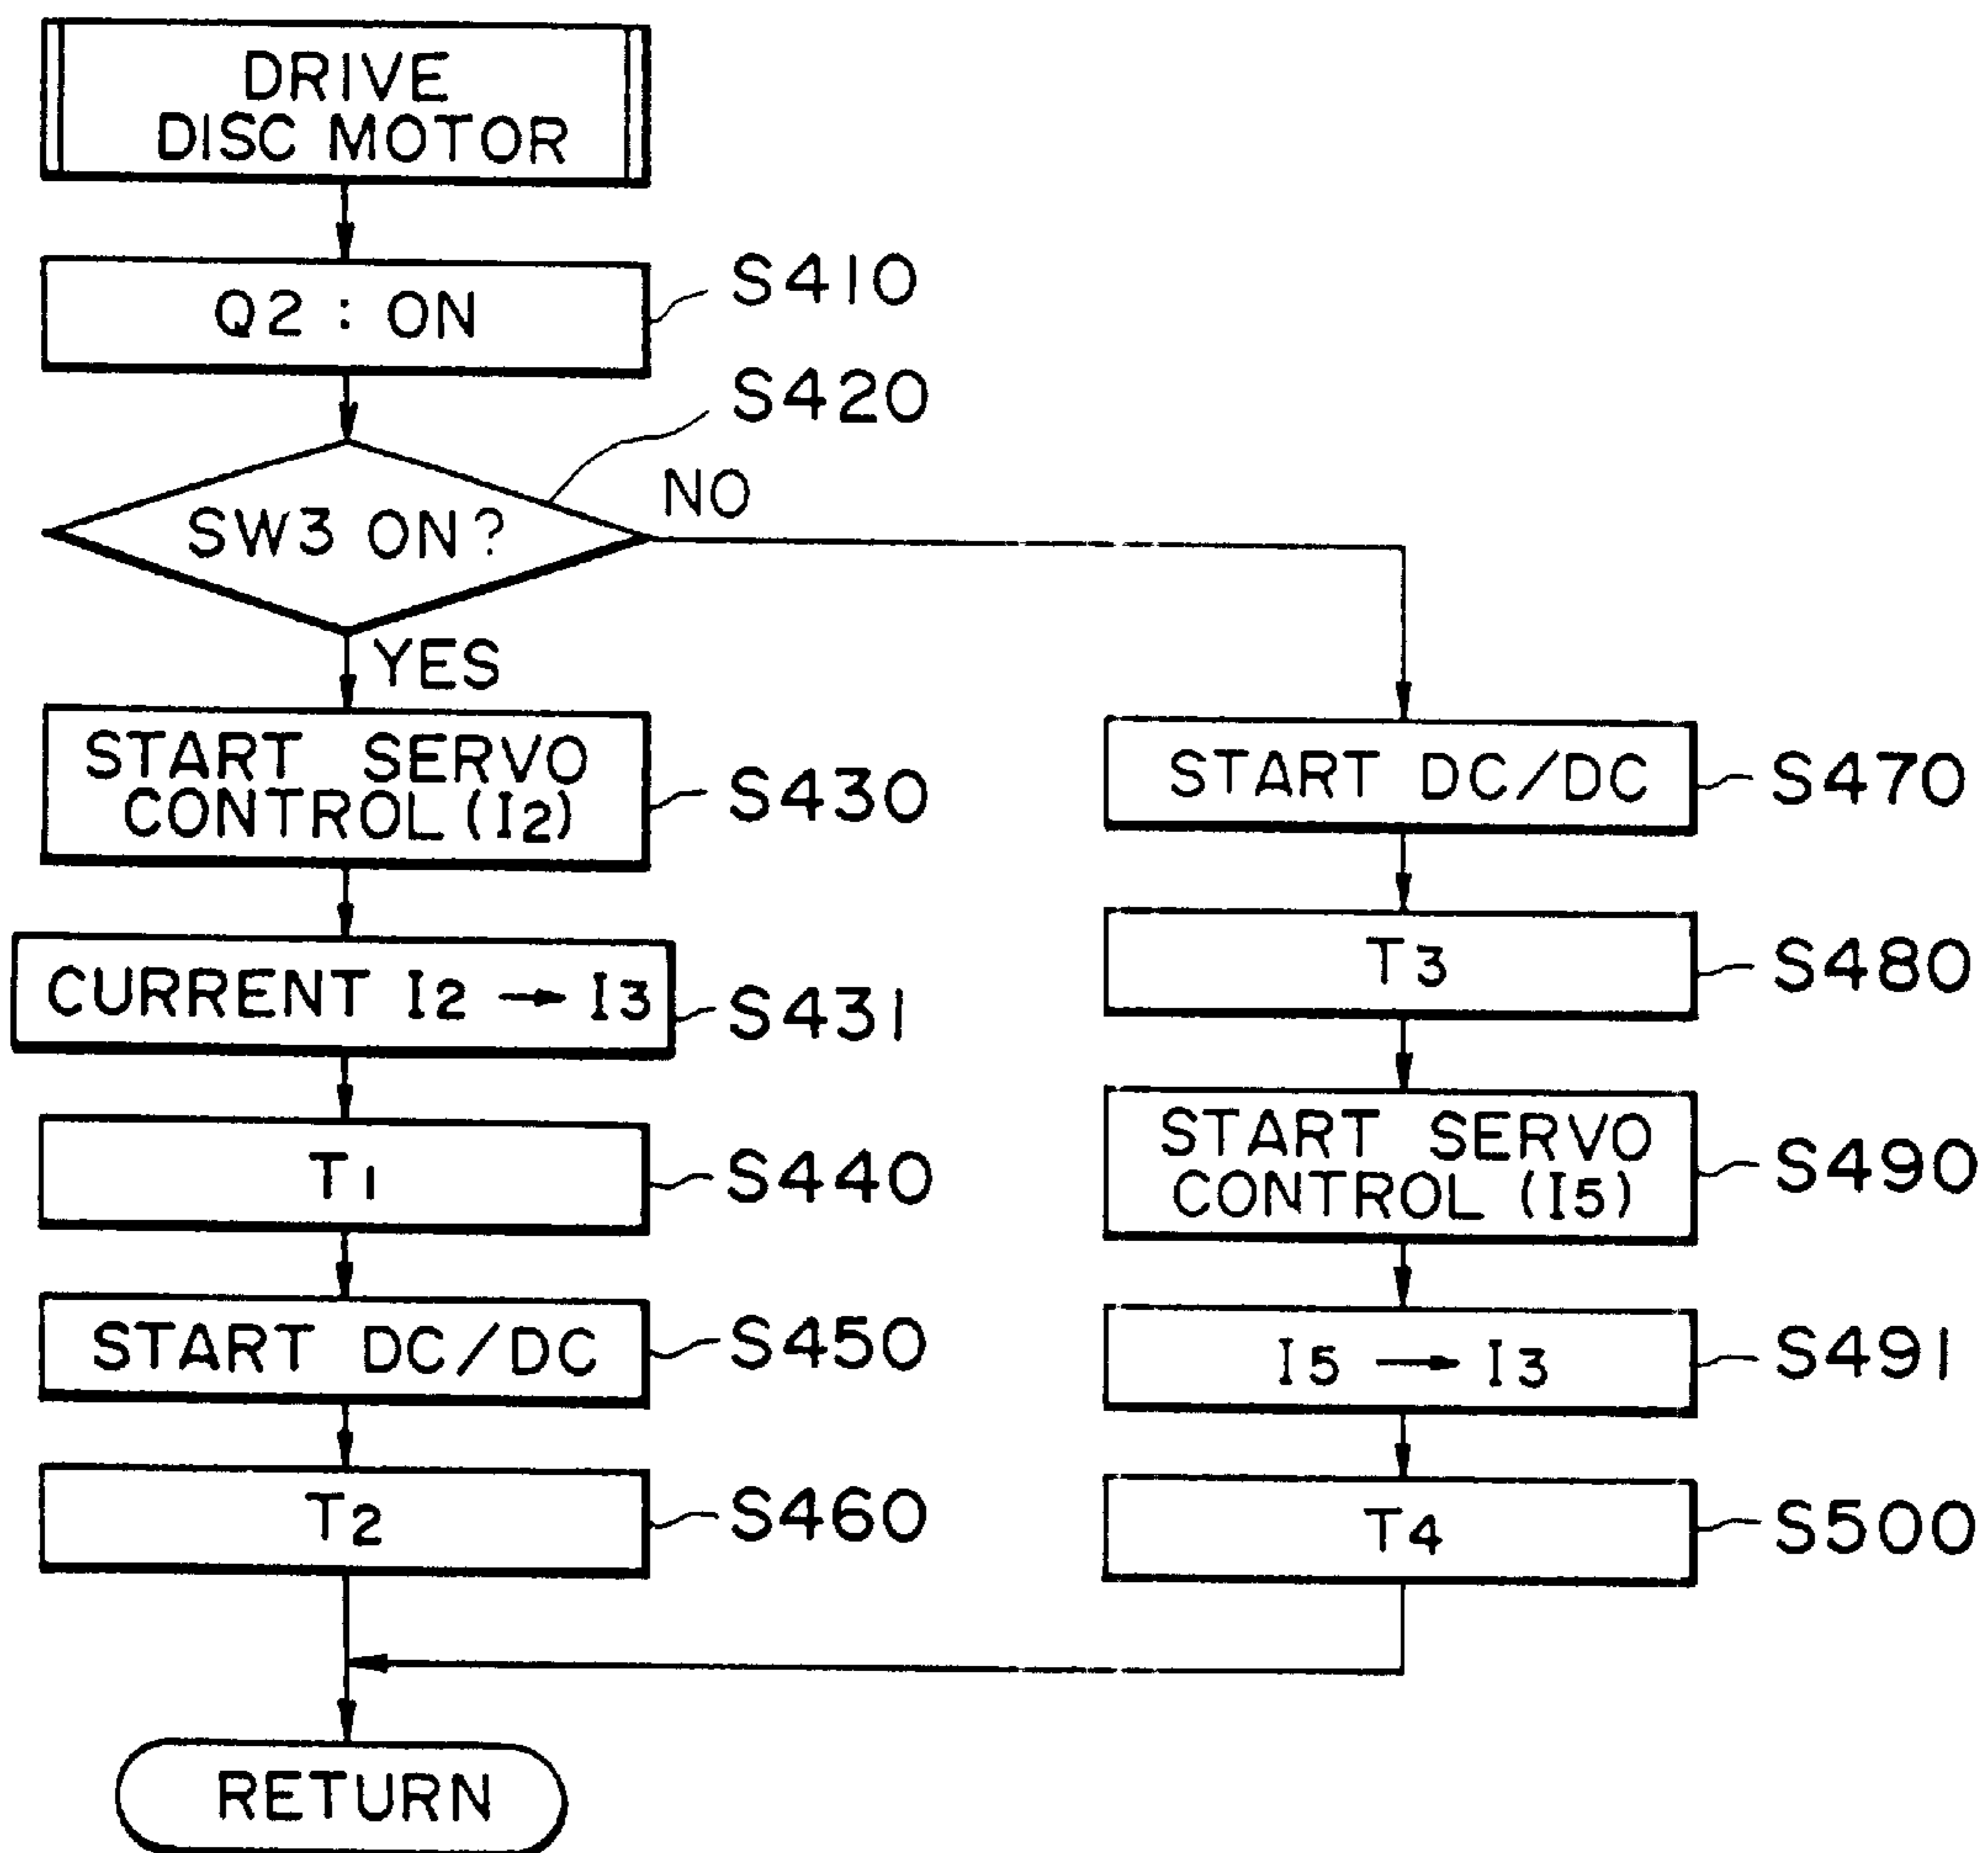 DRIVE
DISC MOTOR
Q2 : ON
S410
S420
SW3 ON?
NO
YES
START SERVO
CONTROL (I2)
S430
CURRENT I2 → I3
S431
T1
S440
START DC/DC
S450
T2
S460
START DC/DC
S470
T3
S480
START SERVO
CONTROL (I5)
S490
I5 → I3
S491
T4
S500
RETURN